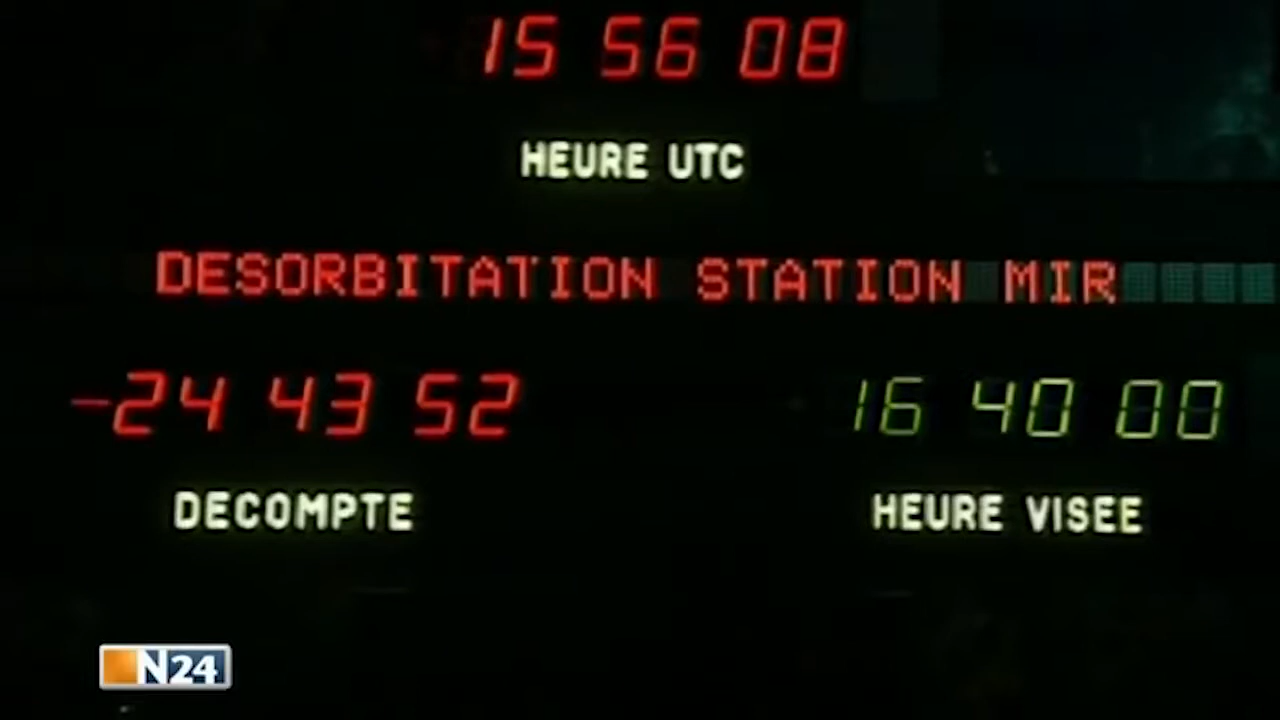 15 56 08
HEURE UTC
DESORBITATION STATION MIR
-24 43 52
16 40 00
DECOMPTE
HEURE VISEE
N24